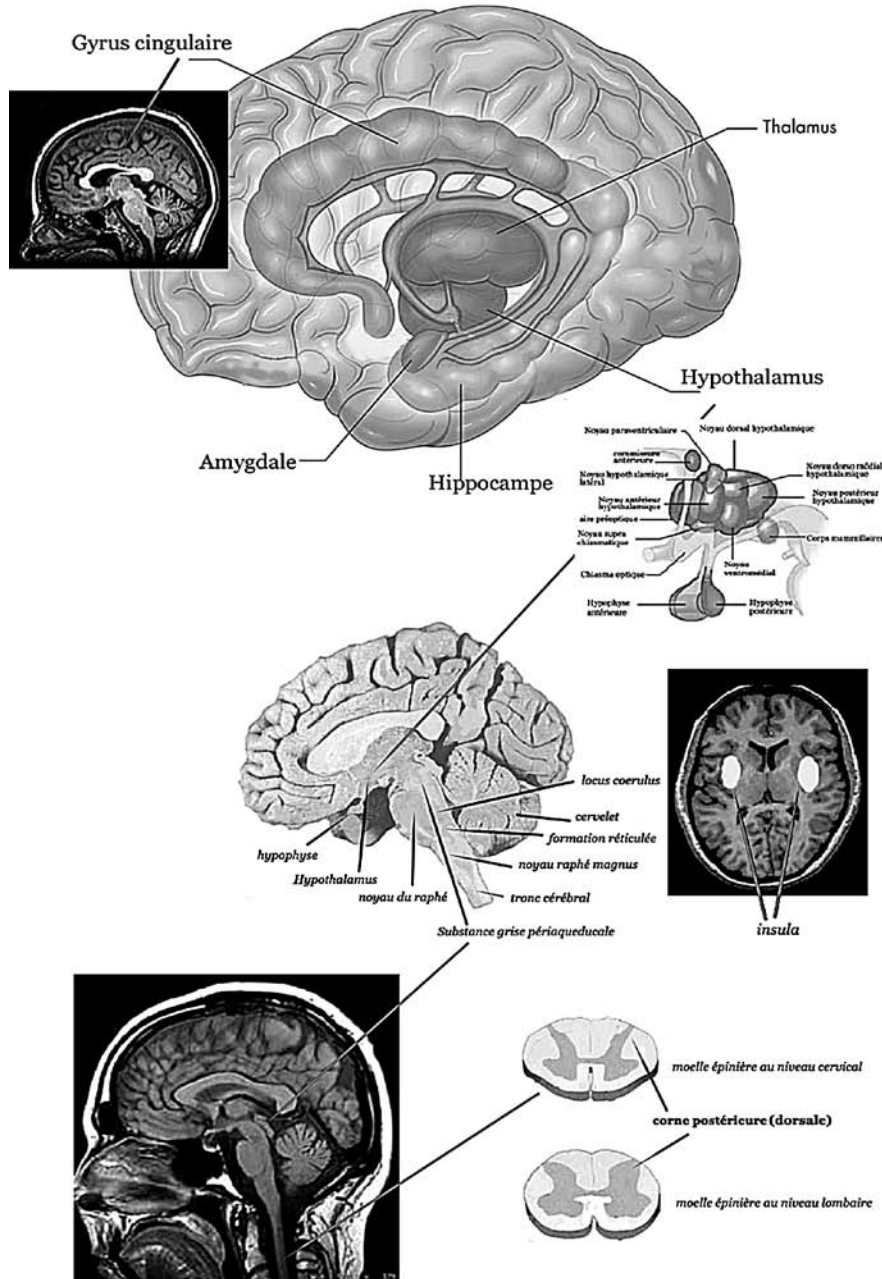 Gyrus cingulaire
Thalamus
Hypothalamus
Amygdale
Hippocampe
Noyau dorsal hypothalamique
Noyau paraventriculaire
commissure
antérieure
Noyau hypothalamique
latéral
Noyau dorso médial
hypothalamique
Noyau antérieur
hypothalamique
Noyau postérieur
hypothalamique
aire préoptique
Noyau supra
chiasmatique
Corps mammillaires
Chiasma optique
Noyau
ventromédial
Hypophyse
antérieure
Hypophyse
postérieure
locus coerulus
cervelet
formation réticulée
hypophyse
noyau raphé magnus
Hypothalamus
noyau du raphé
tronc cérébral
Substance grise périaqueducale
insula
moelle épinière au niveau cervical
corne postérieure (dorsale)
moelle épinière au niveau lombaire